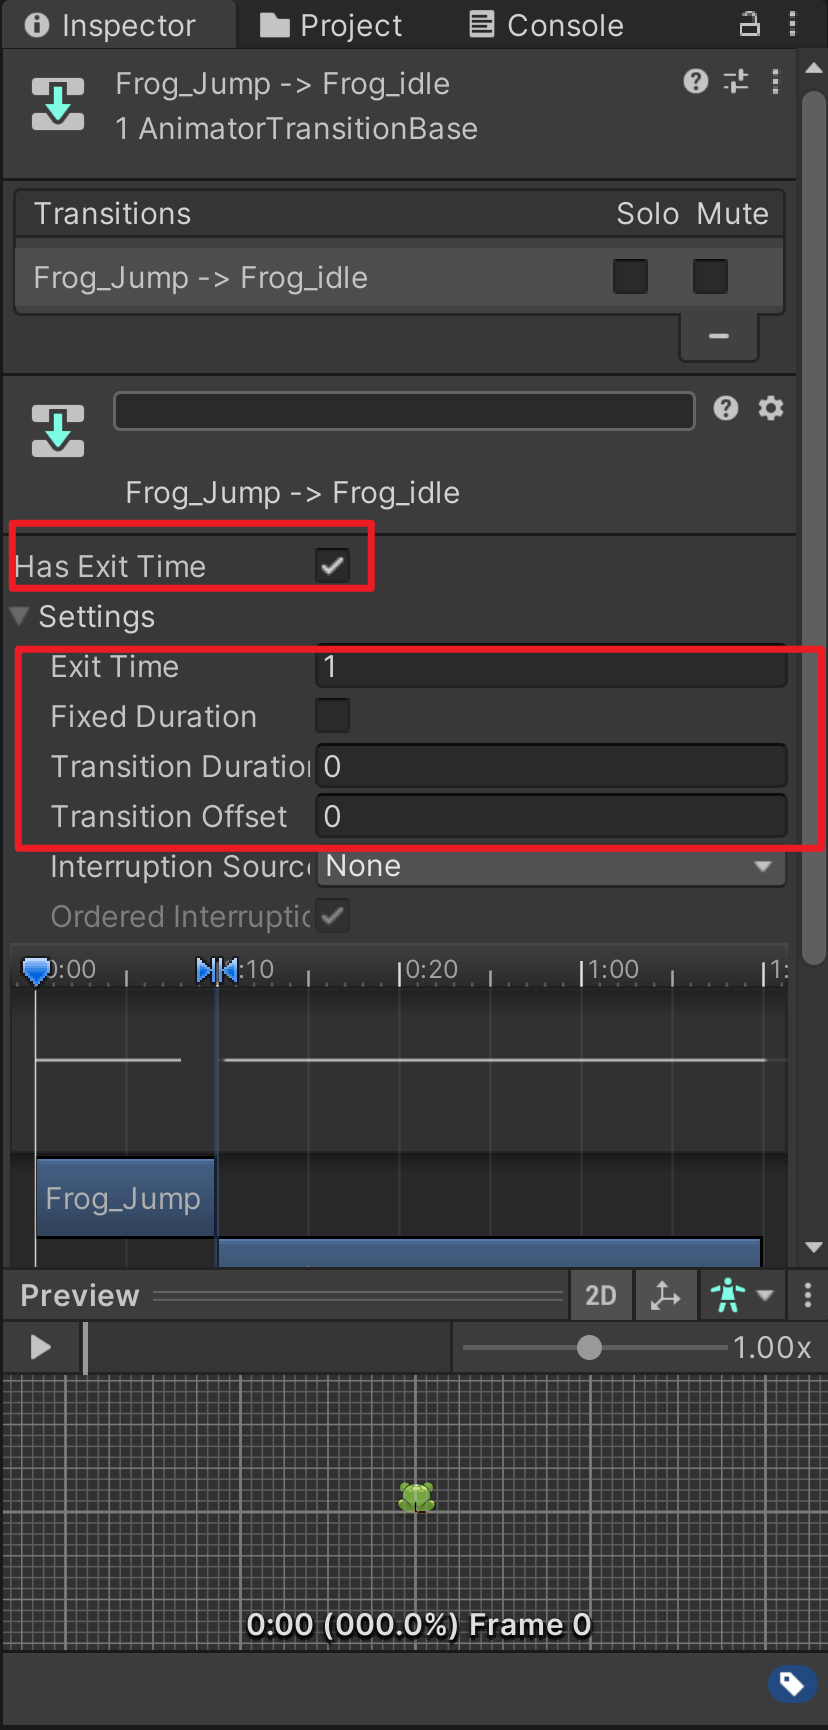 Inspector Project Console
Frog_Jump -> Frog_idle
1 AnimatorTransitionBase
Transitions Solo Mute
Frog_Jump -> Frog_idle
Frog_Jump -> Frog_idle
Has Exit Time
Settings
Exit Time 1
Fixed Duration
Transition Duration 0
Transition Offset 0
Interruption Sourc None
Ordered Interruptic
0:00 :10 0:20 1:00 1:
Frog_Jump
Preview 2D
1.00x
0:00 (000.0%) Frame 0